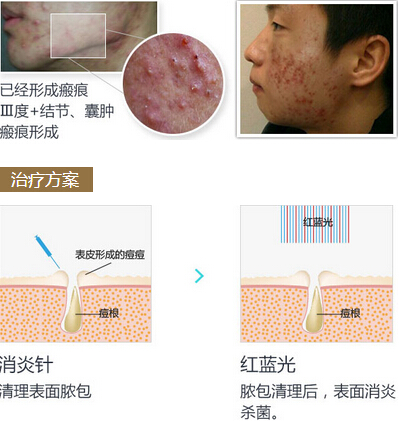 已经形成瘢痕
Ⅲ度+结节、囊肿
瘢痕形成
治疗方案
表皮形成的痘痘
痘根
消炎针
清理表面脓包
红蓝光
痘根
红蓝光
脓包清理后，表面消炎
杀菌。